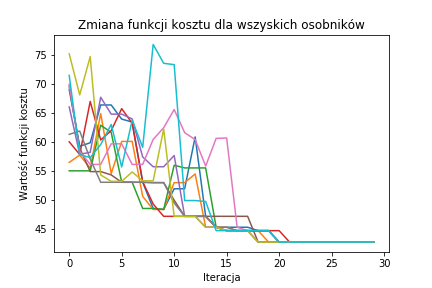 Zmiana funkcji kosztu dla wszyskich osobników
Wartość funkcji kosztu
75
70
65
60
55
50
45
0 5 10 15 20 25 30
Iteracja